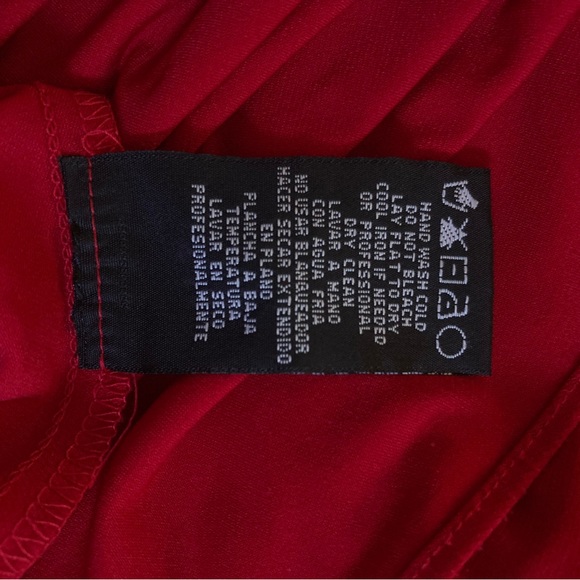 HAND WASH COLD
DO NOT BLEACH
LAY FLAT TO DRY
COOL IRON IF NEEDED
OR PROFESSIONAL
DRY CLEAN
LAVAR A MANO
CON AGUA FRIA
NO USAR BLANQUEADOR
HACER SECAR EXTENDIDO
EN PLANO
PLANCHA A BAJA
TEMPERATURA
LAVAR EN SECO
PROFESIONALMENTE